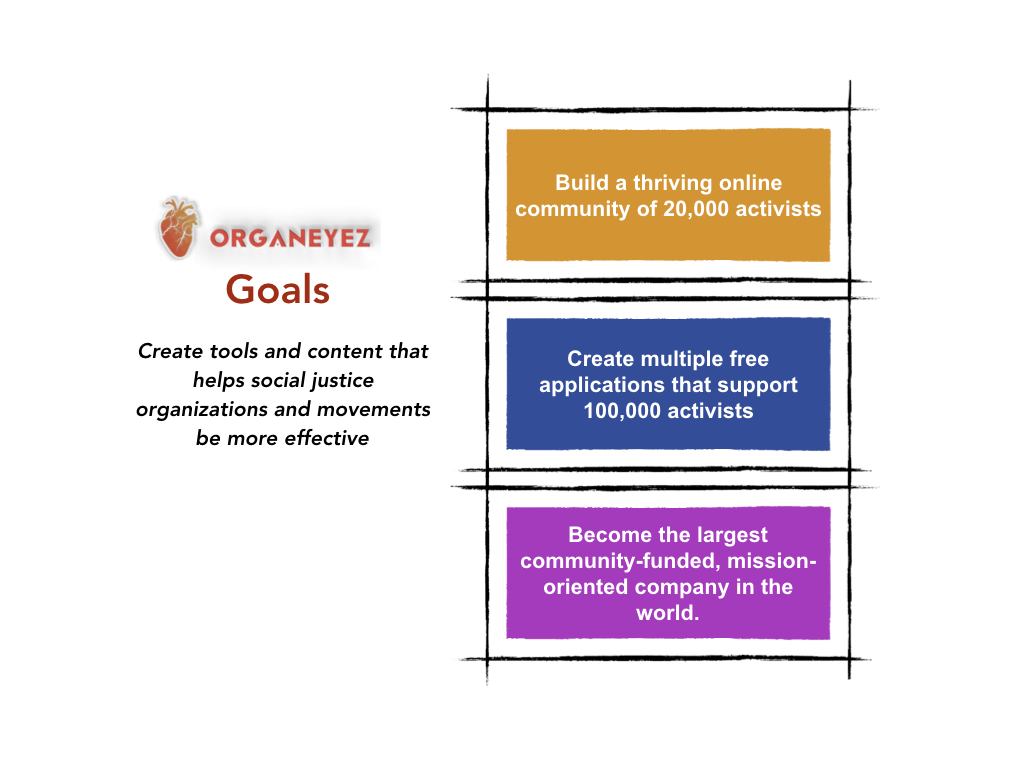 ORGANEYEZ
Goals
Create tools and content that
helps social justice
organizations and movements
be more effective
Build a thriving online
community of 20,000 activists
Create multiple free
applications that support
100,000 activists
Become the largest
community-funded, mission-
oriented company in the
world.